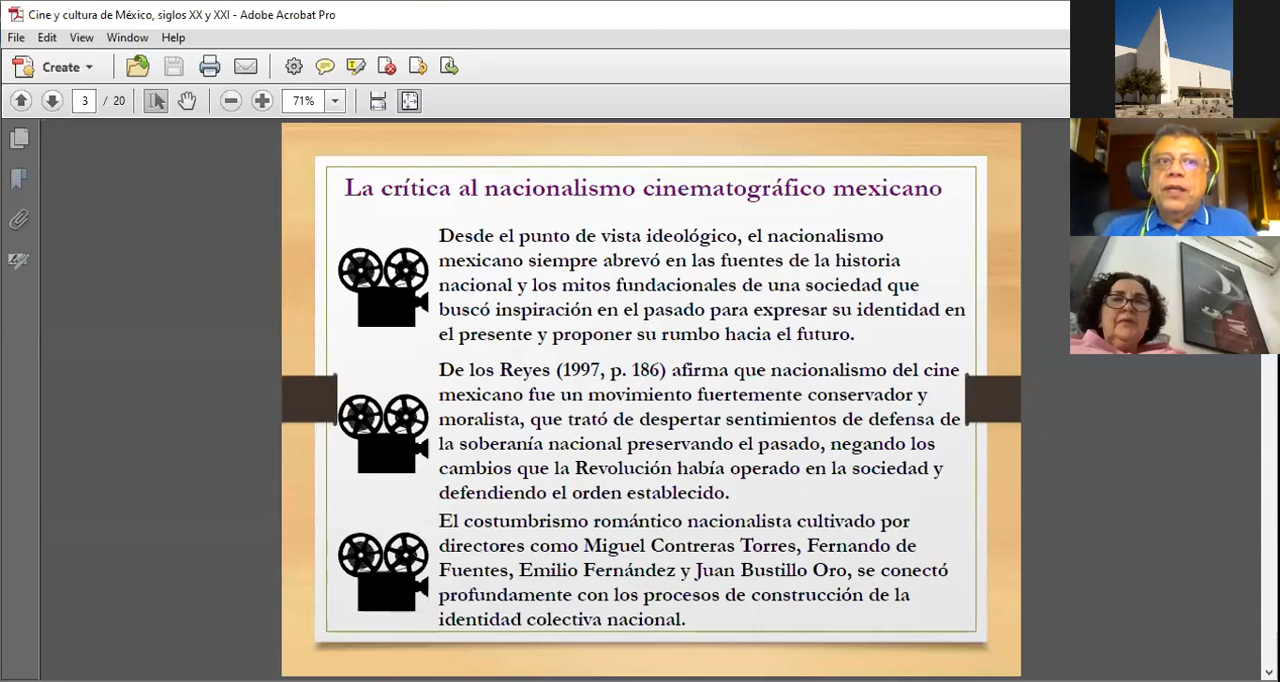 Cine y cultura de México, siglos XX y XXI - Adobe Acrobat Pro
File Edit View Window Help
Create
3 / 20 71%
La crítica al nacionalismo cinematográfico mexicano
Desde el punto de vista ideológico, el nacionalismo
mexicano siempre abrevó en las fuentes de la historia
nacional y los mitos fundacionales de una sociedad que
buscó inspiración en el pasado para expresar su identidad en
el presente y proponer su rumbo hacia el futuro.
De los Reyes (1997, p. 186) afirma que nacionalismo del cine
mexicano fue un movimiento fuertemente conservador y
moralista, que trató de despertar sentimientos de defensa de
la soberanía nacional preservando el pasado, negando los
cambios que la Revolución había operado en la sociedad y
defendiendo el orden establecido.
El costumbrismo romántico nacionalista cultivado por
directores como Miguel Contreras Torres, Fernando de
Fuentes, Emilio Fernández y Juan Bustillo Oro, se conectó
profundamente con los procesos de construcción de la
identidad colectiva nacional.